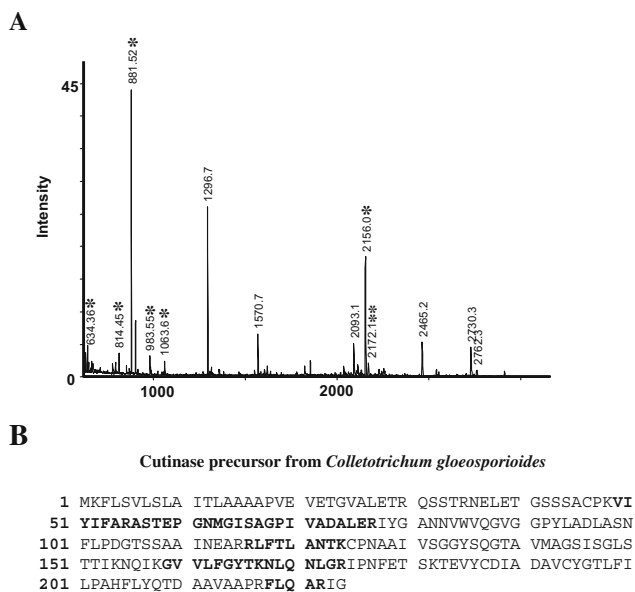 A
45
0
Intensity
634.36*
814.45*
881.52*
983.55*
1063.6*
1296.7
1570.7
2093.1
2156.0*
2172.1**
2465.2
2730.3
2762.3
1000
2000
B
Cutinase precursor from Colletotrichum gloeosporioides
1 MKFLSVLSLA ITLAAAAPVE VETGVALETR QSSTRNELET GSSSACPKVI
51 YIFARASTEP GNMGISAGPI VADALERIYG ANNVWVQGVG GPYLADLASN
101 FLPDGTSSAA INEARRLFTL ANTKCPNAAI VSGGYSQGTA VMAGSISGLS
151 TTIKNQIKGV VLFGYTKNLQ NLGRIPNFET SKTEVYCDIA DAVCYGTLFI
201 LPAHFLYQTD AAVAAPRFLQ ARIG